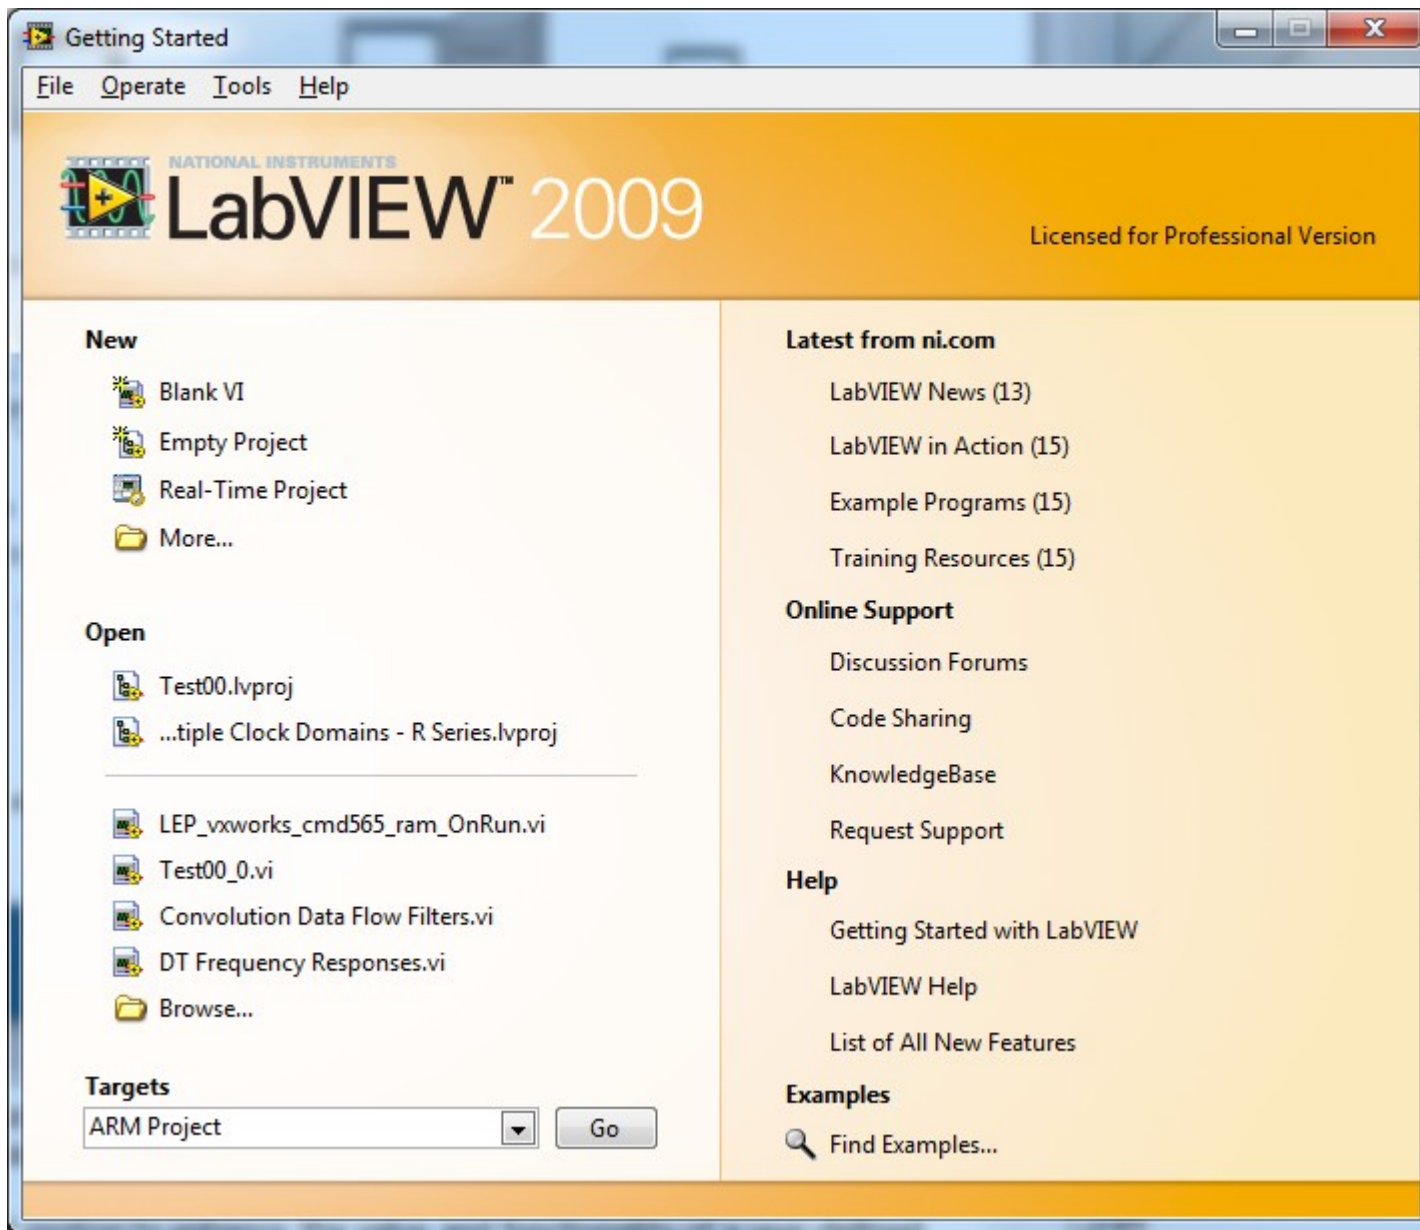 Getting Started
File Operate Tools Help
NATIONAL INSTRUMENTS
LabVIEW™ 2009
Licensed for Professional Version
New
Blank VI
Empty Project
Real-Time Project
More...
Open
Test00.lvproj
...tiple Clock Domains - R Series.lvproj
LEP_vxworks_cmd565_ram_OnRun.vi
Test00_0.vi
Convolution Data Flow Filters.vi
DT Frequency Responses.vi
Browse...
Targets
ARM Project
Go
Latest from ni.com
LabVIEW News (13)
LabVIEW in Action (15)
Example Programs (15)
Training Resources (15)
Online Support
Discussion Forums
Code Sharing
KnowledgeBase
Request Support
Help
Getting Started with LabVIEW
LabVIEW Help
List of All New Features
Examples
Find Examples...